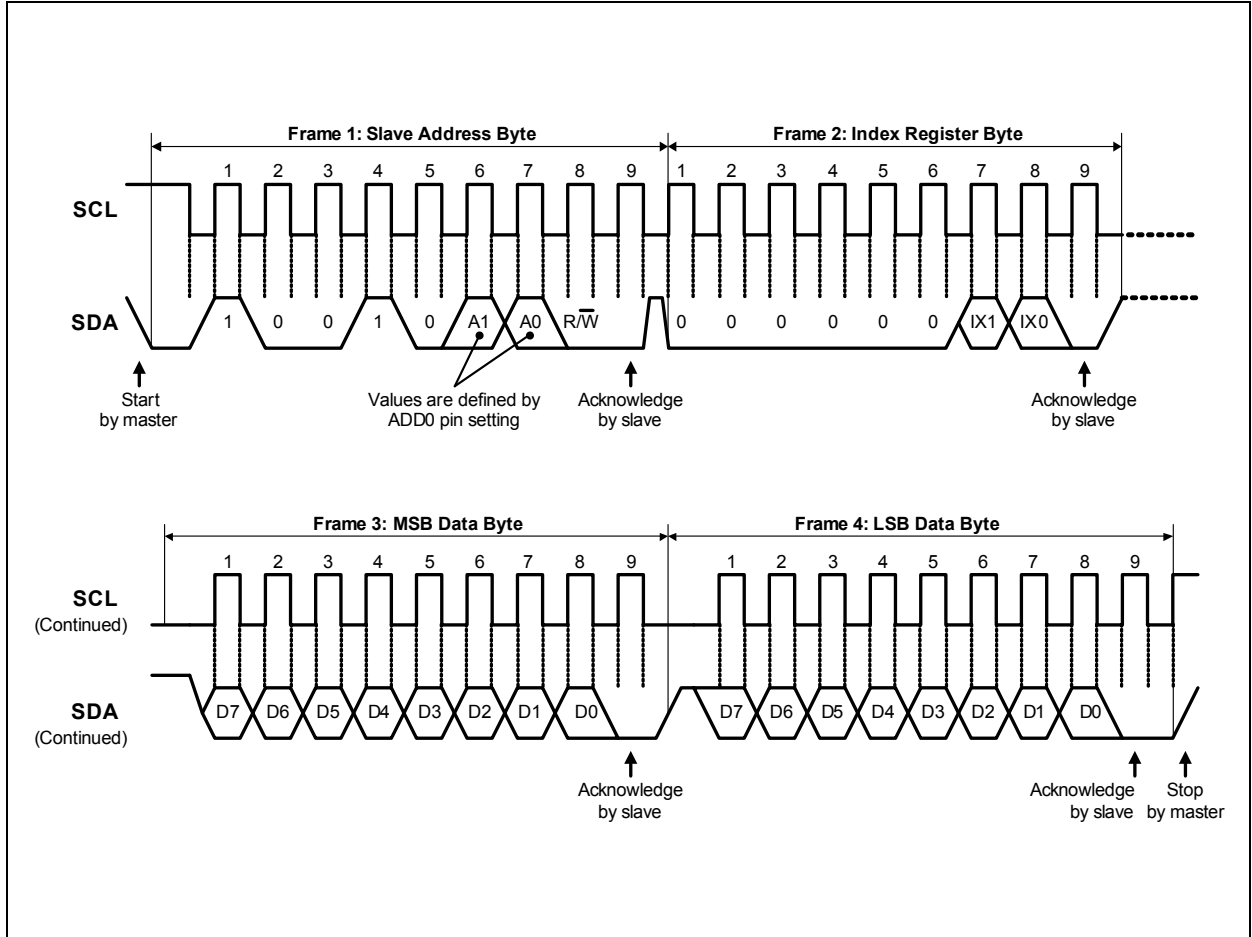 Frame 1: Slave Address Byte Frame 2: Index Register Byte
1 2 3 4 5 6 7 8 9 1 2 3 4 5 6 7 8 9
SCL
SDA 1 0 0 1 0 A1 A0 R/W̅ 0 0 0 0 0 0 IX1 IX0
Start
by master
Values are defined by
ADD0 pin setting
Acknowledge
by slave
Acknowledge
by slave
Frame 3: MSB Data Byte Frame 4: LSB Data Byte
1 2 3 4 5 6 7 8 9 1 2 3 4 5 6 7 8 9
SCL
(Continued)
SDA D7 D6 D5 D4 D3 D2 D1 D0 D7 D6 D5 D4 D3 D2 D1 D0
(Continued)
Acknowledge
by slave
Acknowledge
by slave
Stop
by master